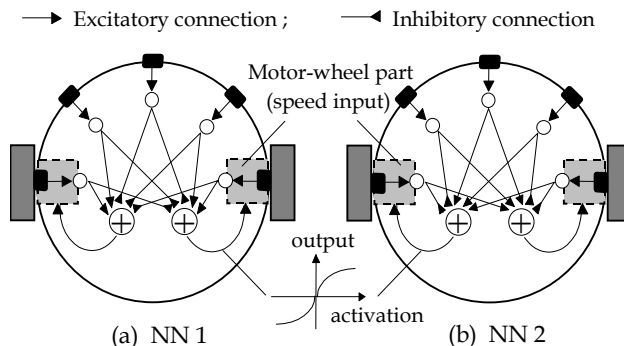 Excitatory connection ; Inhibitory connection
Motor-wheel part
(speed input)
output
activation
(a) NN 1 (b) NN 2